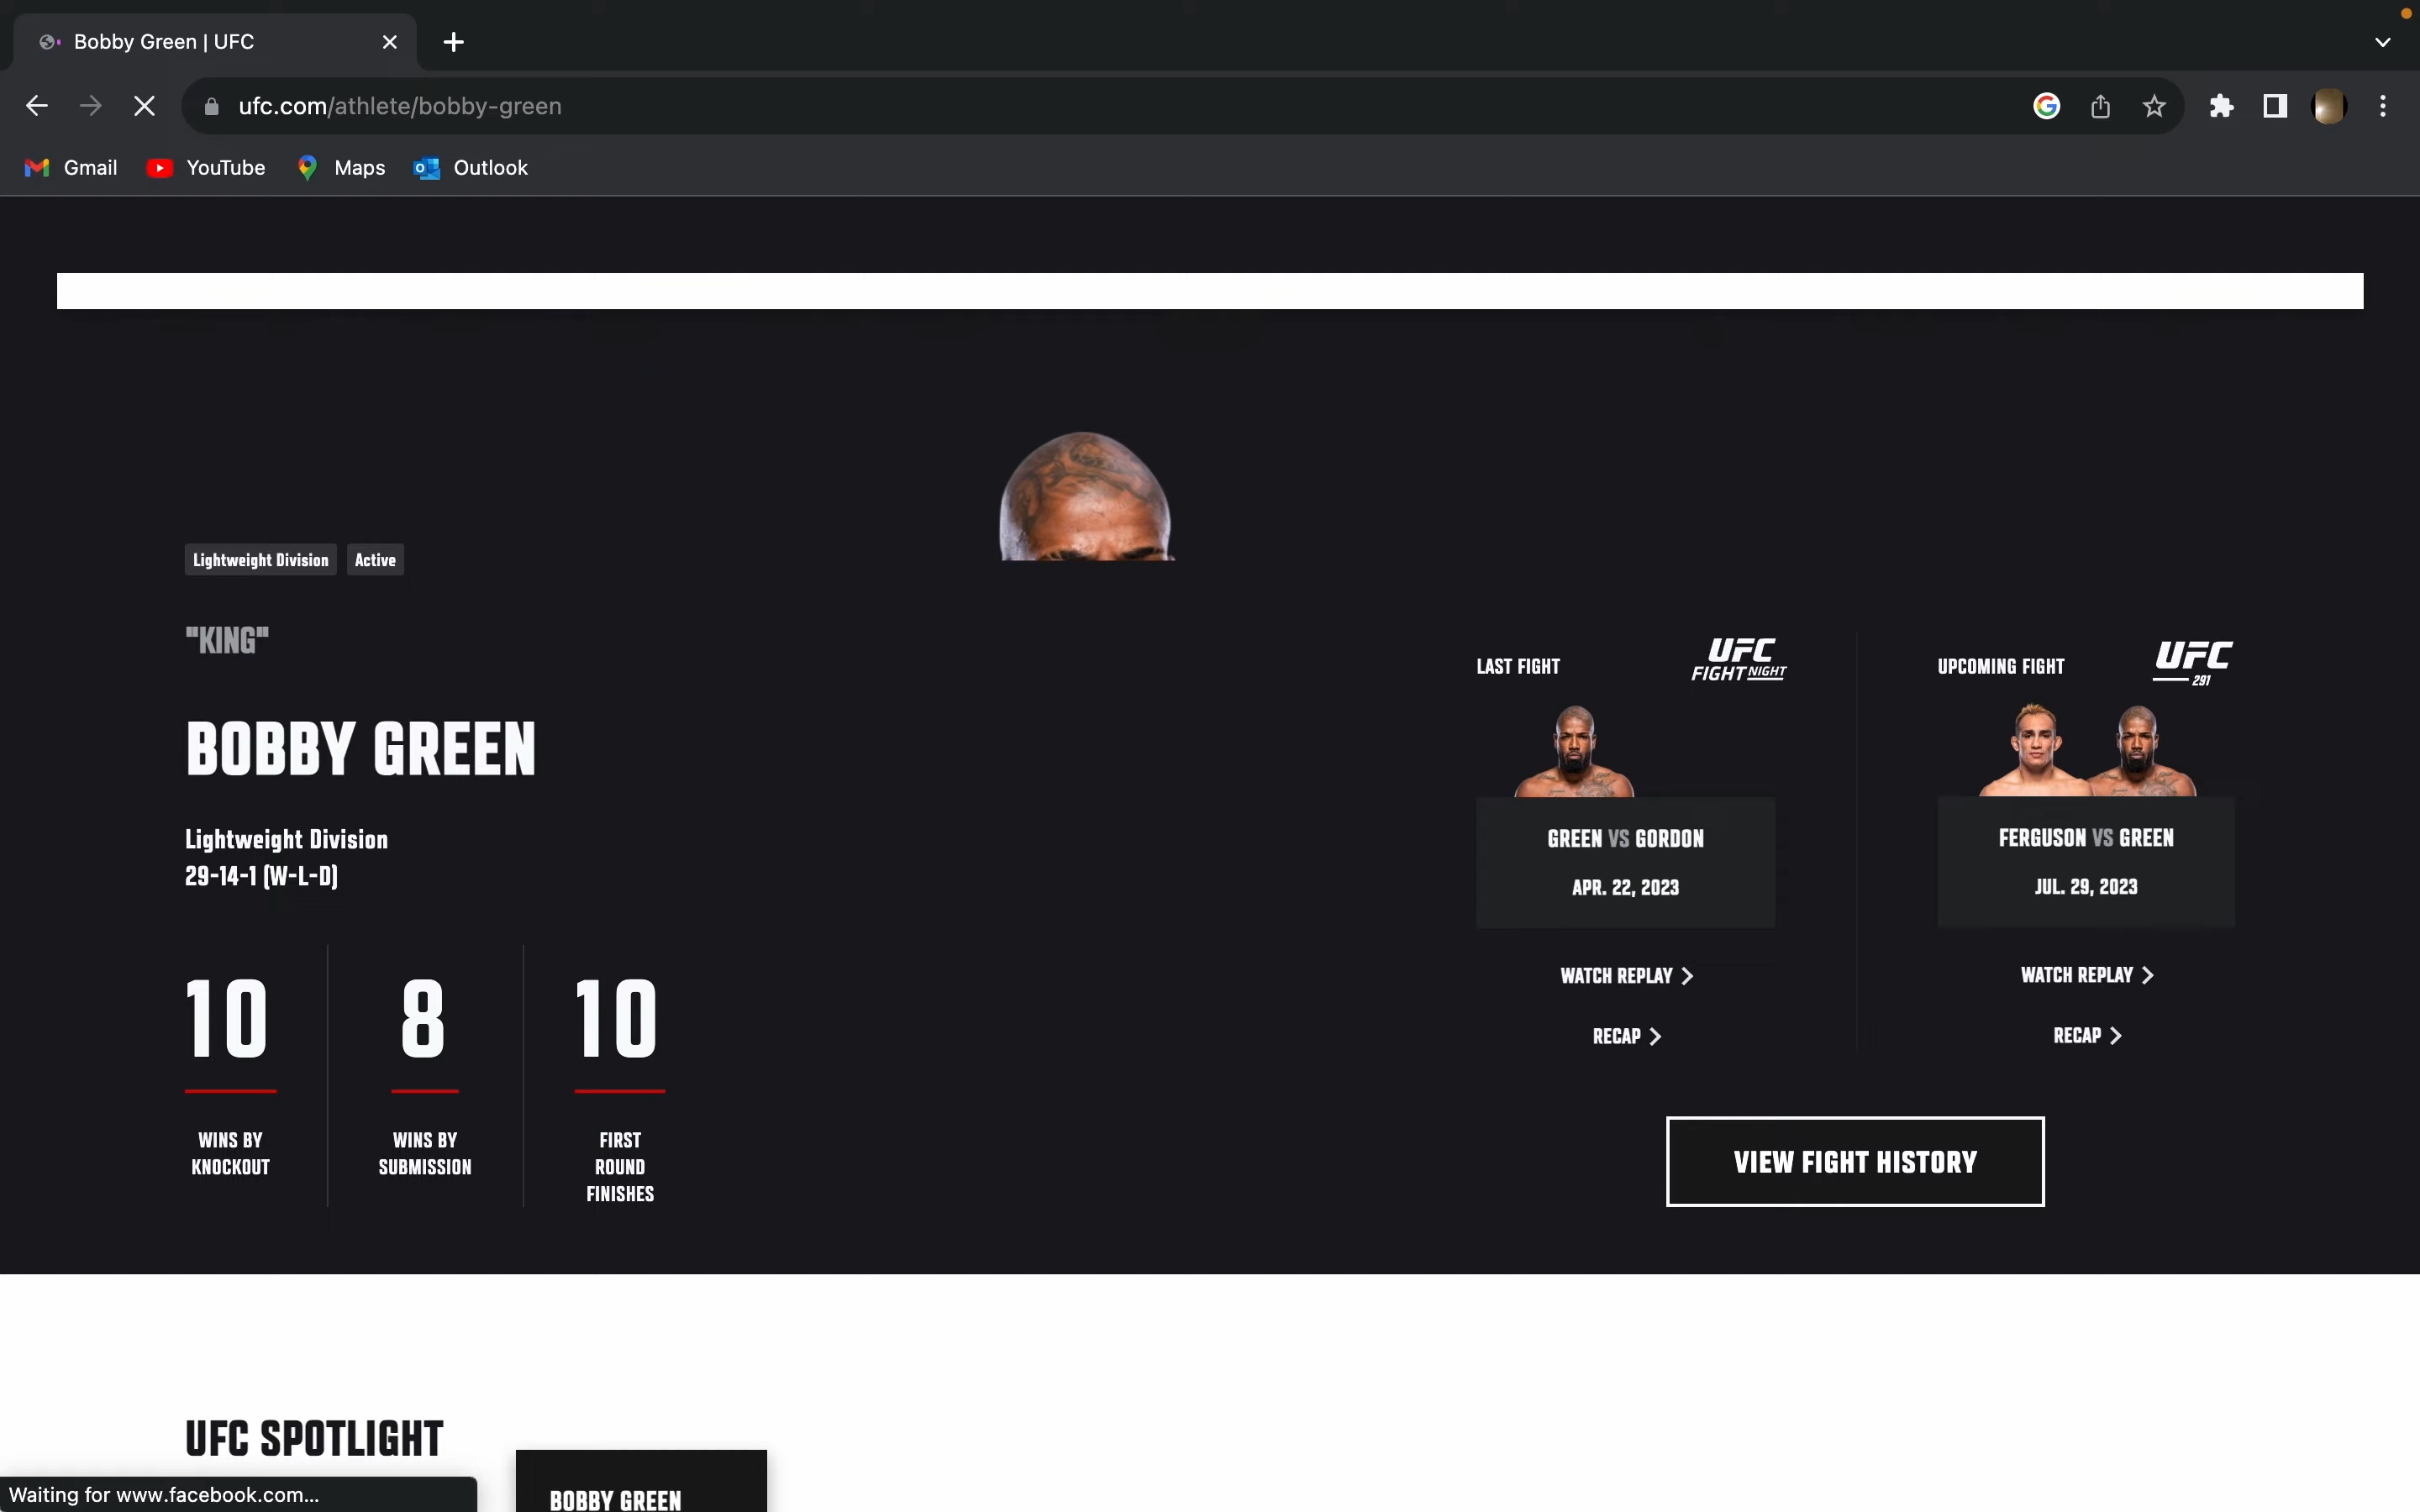 Bobby Green | UFC
ufc.com/athlete/bobby-green
Gmail
YouTube
Maps
Outlook
Lightweight Division
Active
"KING"
BOBBY GREEN
Lightweight Division
29-14-1 (W-L-D)
10
WINS BY
KNOCKOUT
8
WINS BY
SUBMISSION
10
FIRST
ROUND
FINISHES
LAST FIGHT
UFC
FIGHT NIGHT
GREEN VS GORDON
APR. 22, 2023
WATCH REPLAY
RECAP
UPCOMING FIGHT
UFC
291
FERGUSON VS GREEN
JUL. 29, 2023
WATCH REPLAY
RECAP
VIEW FIGHT HISTORY
UFC SPOTLIGHT
BOBBY GREEN
Waiting for www.facebook.com...